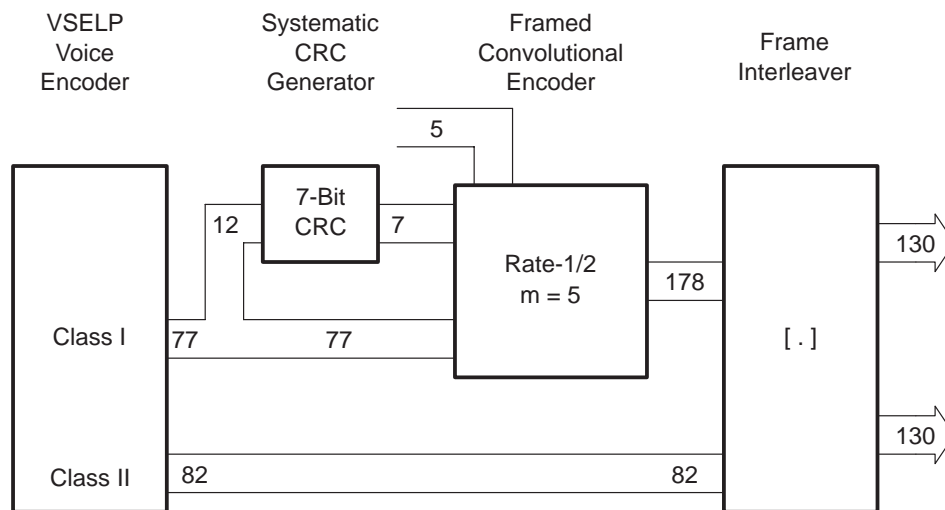 VSELP
Voice
Encoder
Systematic
CRC
Generator
Framed
Convolutional
Encoder
Frame
Interleaver
5
7-Bit
CRC
12
7
130
Rate-1/2
m = 5
178
Class I
77
77
[ . ]
130
Class II
82
82